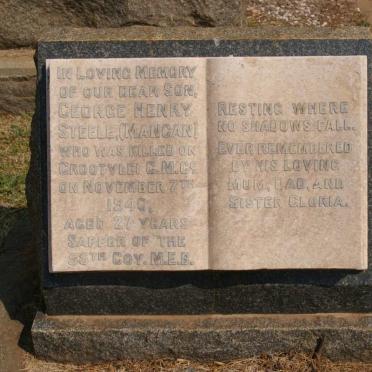 In Loving Memory
of our dear Son,
George Henry
Steele, (Mangan)
who was killed on
Grootvlei G.M.Co
on November 7th
1940,
aged 27 years
Sapper of the
58th Coy. M.E.B.
Resting where
no shadows fall.
Ever remembered
by his loving
Mum, Dad, and
Sister Gloria.